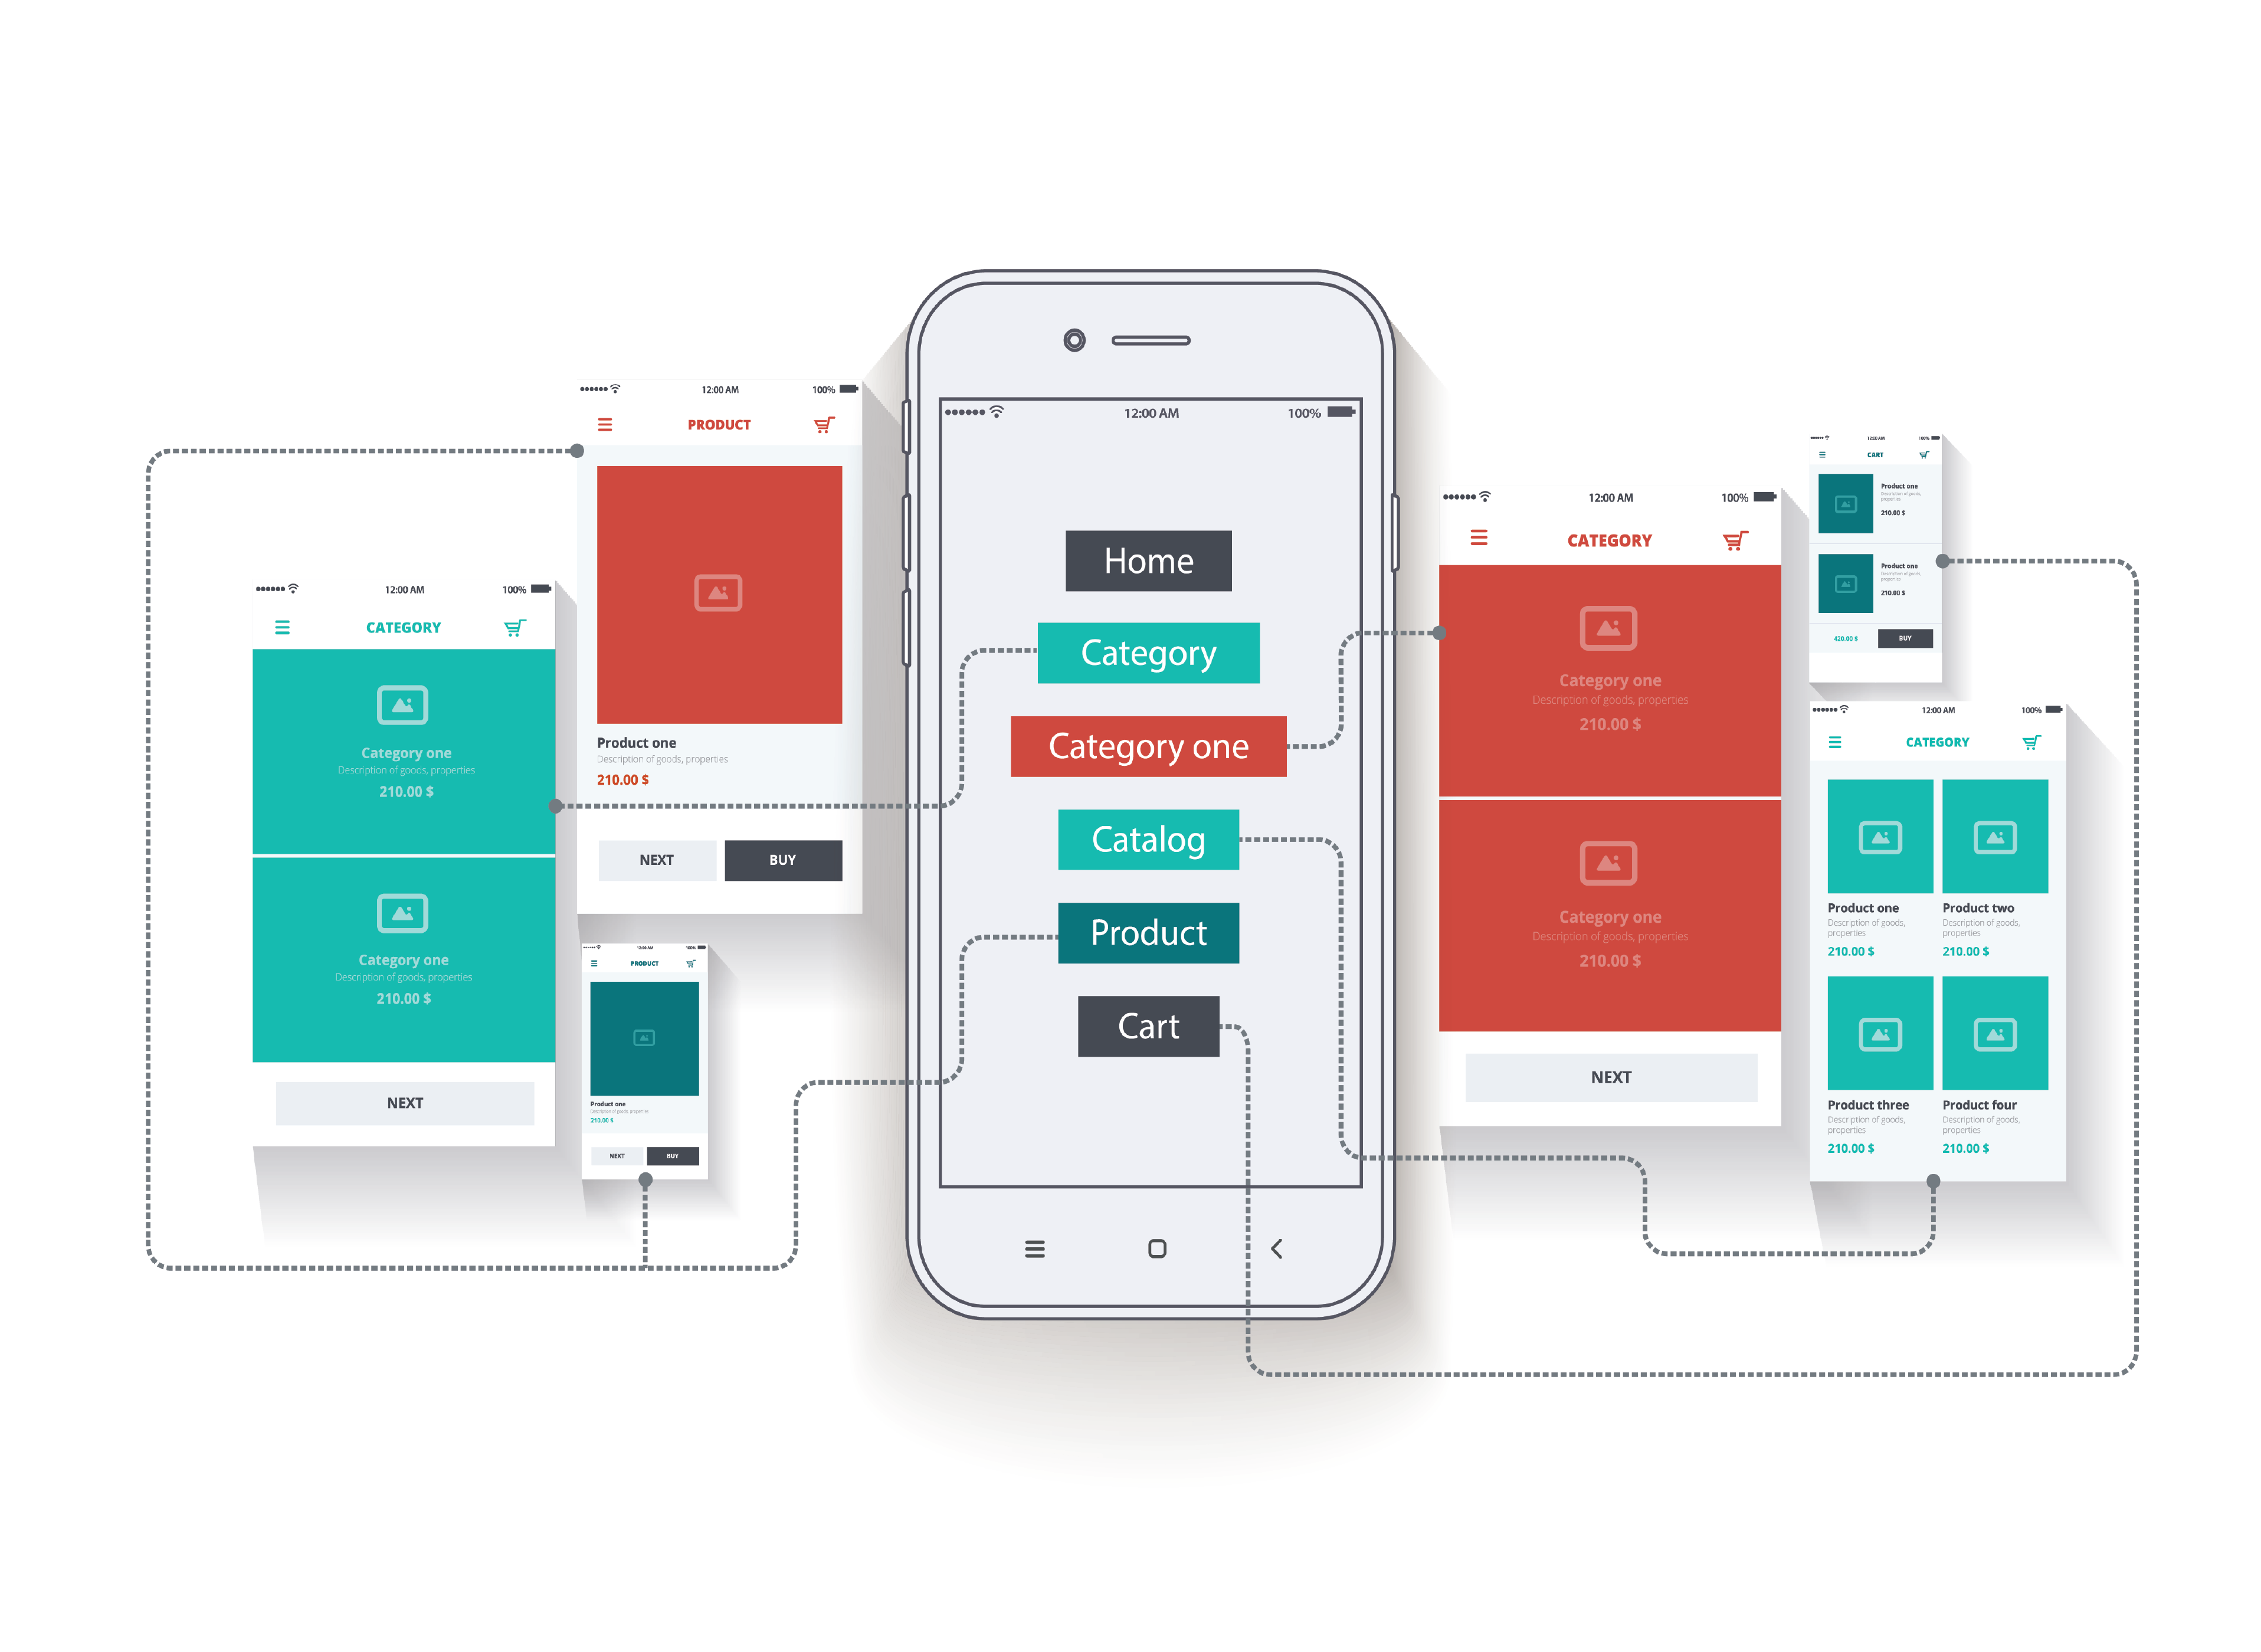 12:00 AM 100%
CATEGORY
Category one
Description of goods, properties
210.00 $
Category one
Description of goods, properties
210.00 $
NEXT
12:00 AM 100%
PRODUCT
Product one
Description of goods, properties
210.00 $
NEXT BUY
12:00 AM 100%
PRODUCT
Product one
Description of goods, properties
210.00 $
NEXT BUY
12:00 AM 100%
Home
Category
Category one
Catalog
Product
Cart
12:00 AM 100%
CATEGORY
Category one
Description of goods, properties
210.00 $
Category one
Description of goods, properties
210.00 $
NEXT
12:00 AM 100%
CART
Product one
Description of goods,
properties
210.00 $
Product one
Description of goods,
properties
210.00 $
420.00 $ BUY
12:00 AM 100%
CATEGORY
Product one Product two
Description of goods, Description of goods,
properties properties
210.00 $ 210.00 $
Product three Product four
Description of goods, Description of goods,
properties properties
210.00 $ 210.00 $